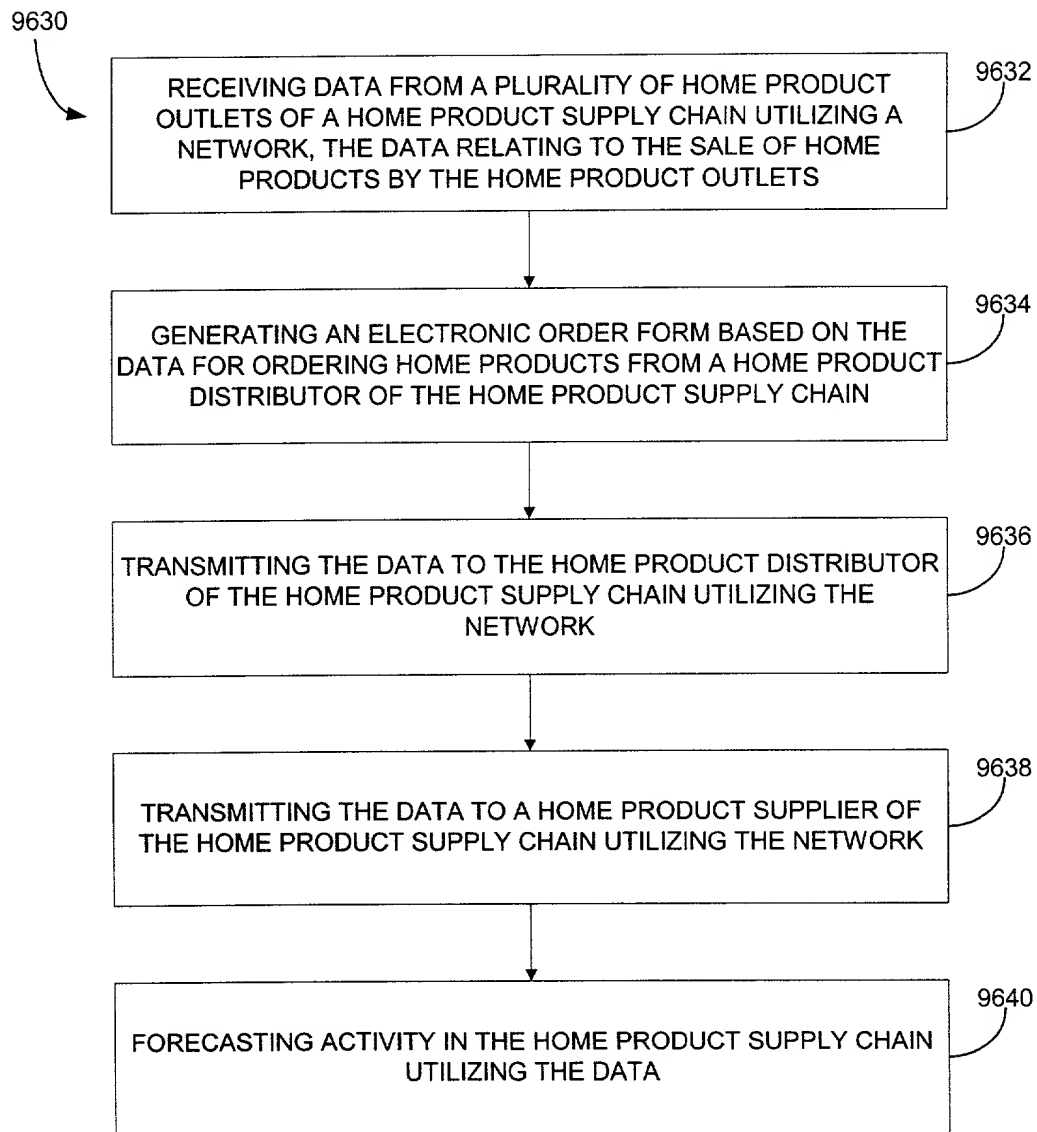 9630
RECEIVING DATA FROM A PLURALITY OF HOME PRODUCT
OUTLETS OF A HOME PRODUCT SUPPLY CHAIN UTILIZING A
NETWORK, THE DATA RELATING TO THE SALE OF HOME
PRODUCTS BY THE HOME PRODUCT OUTLETS
9632
GENERATING AN ELECTRONIC ORDER FORM BASED ON THE
DATA FOR ORDERING HOME PRODUCTS FROM A HOME PRODUCT
DISTRIBUTOR OF THE HOME PRODUCT SUPPLY CHAIN
9634
TRANSMITTING THE DATA TO THE HOME PRODUCT DISTRIBUTOR
OF THE HOME PRODUCT SUPPLY CHAIN UTILIZING THE
NETWORK
9636
TRANSMITTING THE DATA TO A HOME PRODUCT SUPPLIER OF
THE HOME PRODUCT SUPPLY CHAIN UTILIZING THE NETWORK
9638
FORECASTING ACTIVITY IN THE HOME PRODUCT SUPPLY CHAIN
UTILIZING THE DATA
9640